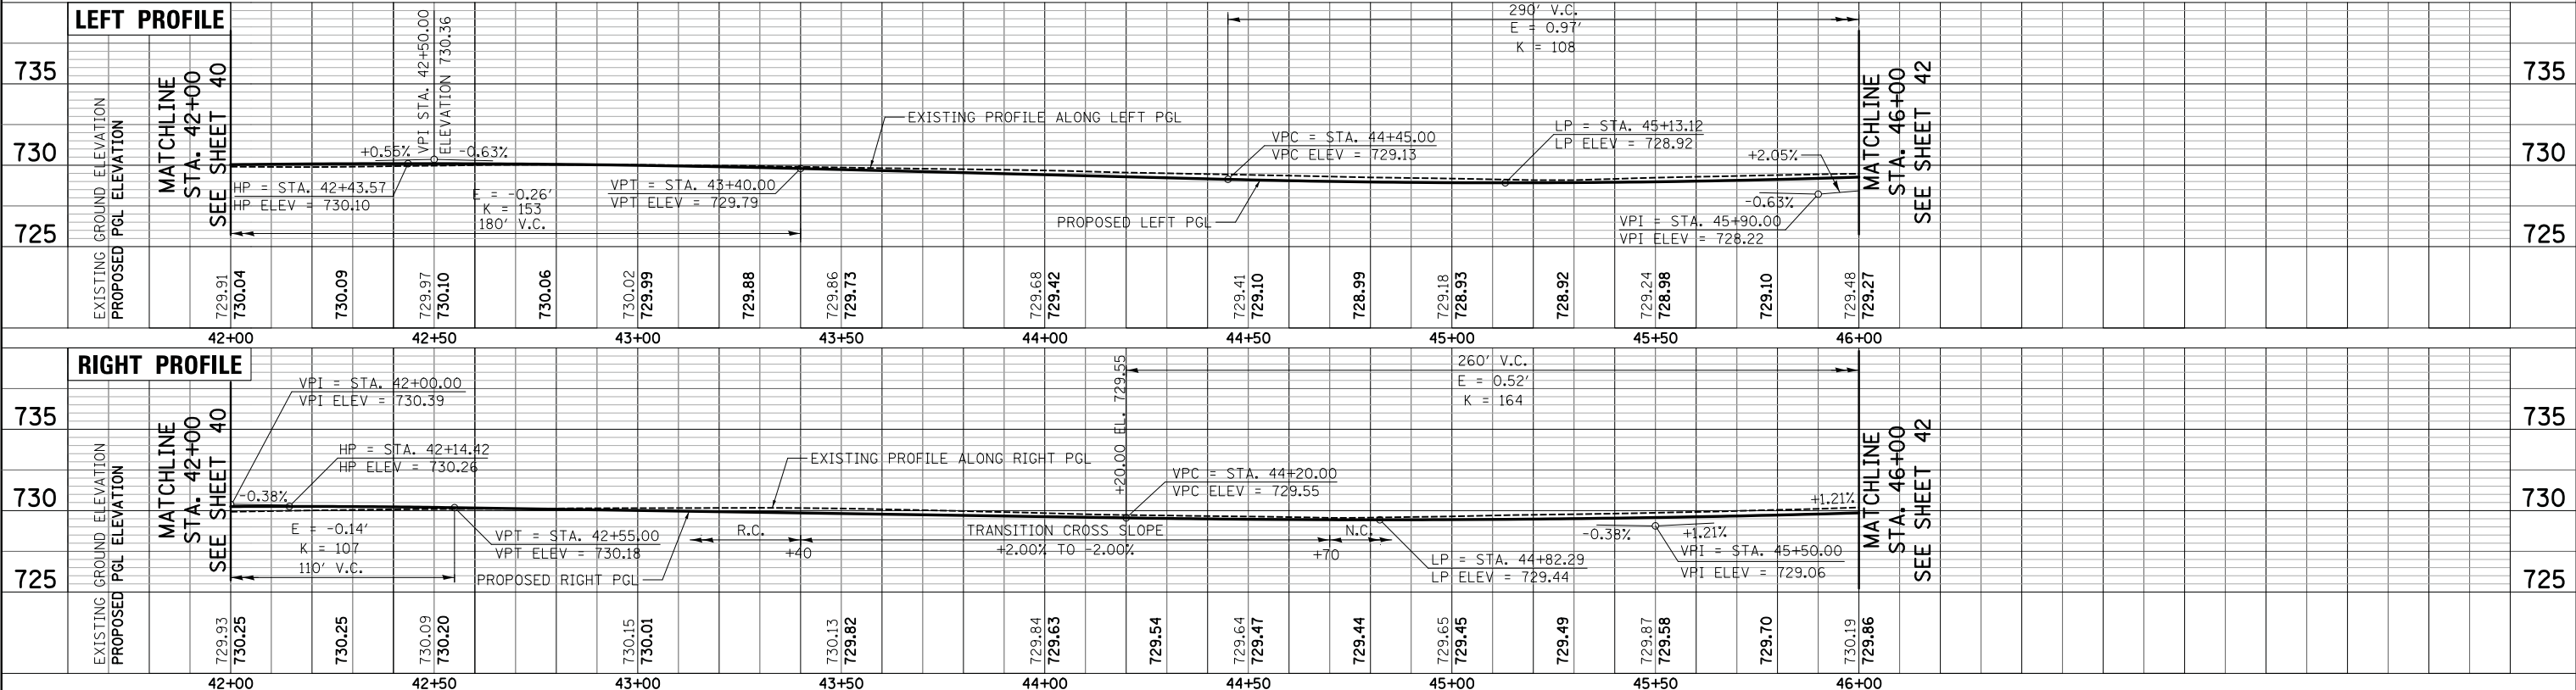 LEFT PROFILE
735
730
725
EXISTING GROUND ELEVATION
PROPOSED PGL ELEVATION
MATCHLINE
STA. 42+00
SEE SHEET 40
VPI STA. 42+50.00
ELEVATION 730.36
+0.55%
-0.63%
HP = STA. 42+43.57
HP ELEV = 730.10
E = -0.26'
K = 153
180' V.C.
VPT = STA. 43+40.00
VPT ELEV = 729.79
EXISTING PROFILE ALONG LEFT PGL
PROPOSED LEFT PGL
290' V.C.
E = 0.97'
K = 108
VPC = STA. 44+45.00
VPC ELEV = 729.13
LP = STA. 45+13.12
LP ELEV = 728.92
+2.05%
-0.63%
VPI = STA. 45+90.00
VPI ELEV = 728.22
MATCHLINE
STA. 46+00
SEE SHEET 42
735
730
725
729.91
730.04
730.09
729.97
730.10
730.06
730.02
729.99
729.88
729.86
729.73
729.68
729.42
729.41
729.10
728.99
729.18
728.93
728.92
729.24
728.98
729.10
729.48
729.27
42+00
42+50
43+00
43+50
44+00
44+50
45+00
45+50
46+00
RIGHT PROFILE
735
730
725
EXISTING GROUND ELEVATION
PROPOSED PGL ELEVATION
MATCHLINE
STA. 42+00
SEE SHEET 40
VPI = STA. 42+00.00
VPI ELEV = 730.39
HP = STA. 42+14.42
HP ELEV = 730.26
-0.38%
E = -0.14'
K = 107
110' V.C.
VPT = STA. 42+55.00
VPT ELEV = 730.18
PROPOSED RIGHT PGL
EXISTING PROFILE ALONG RIGHT PGL
R.C.
+40
TRANSITION CROSS SLOPE
+2.00% TO -2.00%
+70
N.C.
+20.00 EL. 729.55
VPC = STA. 44+20.00
VPC ELEV = 729.55
260' V.C.
E = 0.52'
K = 164
LP = STA. 44+82.29
LP ELEV = 729.44
-0.38%
+1.21%
VPI = STA. 45+50.00
VPI ELEV = 729.06
+1.21%
MATCHLINE
STA. 46+00
SEE SHEET 42
735
730
725
729.93
730.25
730.25
730.09
730.20
730.15
730.01
730.13
729.82
729.84
729.63
729.54
729.64
729.47
729.44
729.65
729.45
729.49
729.87
729.58
729.70
730.19
729.86
42+00
42+50
43+00
43+50
44+00
44+50
45+00
45+50
46+00